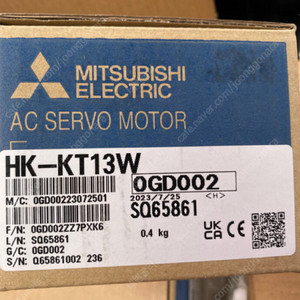 MITSUBISHI
ELECTRIC
AC SERVO MOTOR
HK-KT13W
0GD002
M/C: 0GD00223072501
2023/7/25 <H>
SQ65861
F/N: 0GD002ZZ7PXK6
L/N: SQ65861
G/C: 0GD002
S/N: Q65861002 236
0.4 kg
UK
CA
CE